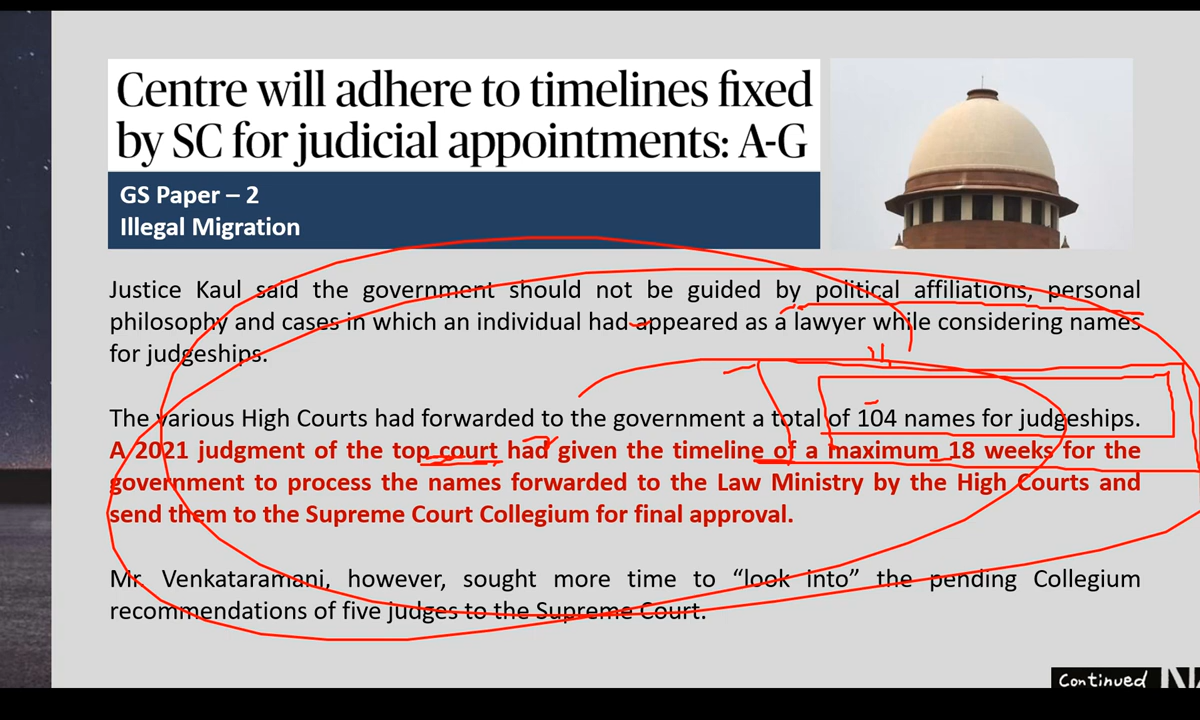 Centre will adhere to timelines fixed
by SC for judicial appointments: A-G
GS Paper – 2
Illegal Migration
Justice Kaul said the government should not be guided by political affiliations, personal
philosophy and cases in which an individual had appeared as a lawyer while considering names
for judgeships.
The various High Courts had forwarded to the government a total of 104 names for judgeships.
A 2021 judgment of the top court had given the timeline of a maximum 18 weeks for the
government to process the names forwarded to the Law Ministry by the High Courts and
send them to the Supreme Court Collegium for final approval.
Mr. Venkataramani, however, sought more time to “look into” the pending Collegium
recommendations of five judges to the Supreme Court.
Continued